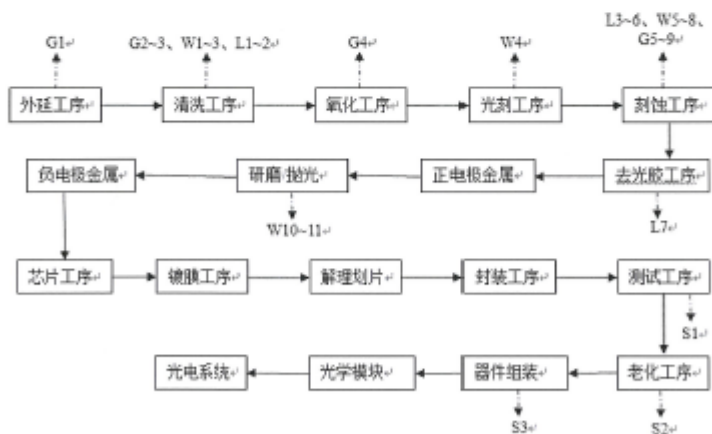 L3~6、W5~8、
G1 G2~3、W1~3、L1~2 G4 W4 G5~9
外延工序 清洗工序 氧化工序 光刻工序 刻蚀工序
负电极金属 研磨/抛光 正电极金属 去光胶工序
W10~11 L7
芯片工序 镀膜工序 解理划片 封装工序 测试工序
S1
光电系统 光学模块 器件组装 老化工序
S3 S2